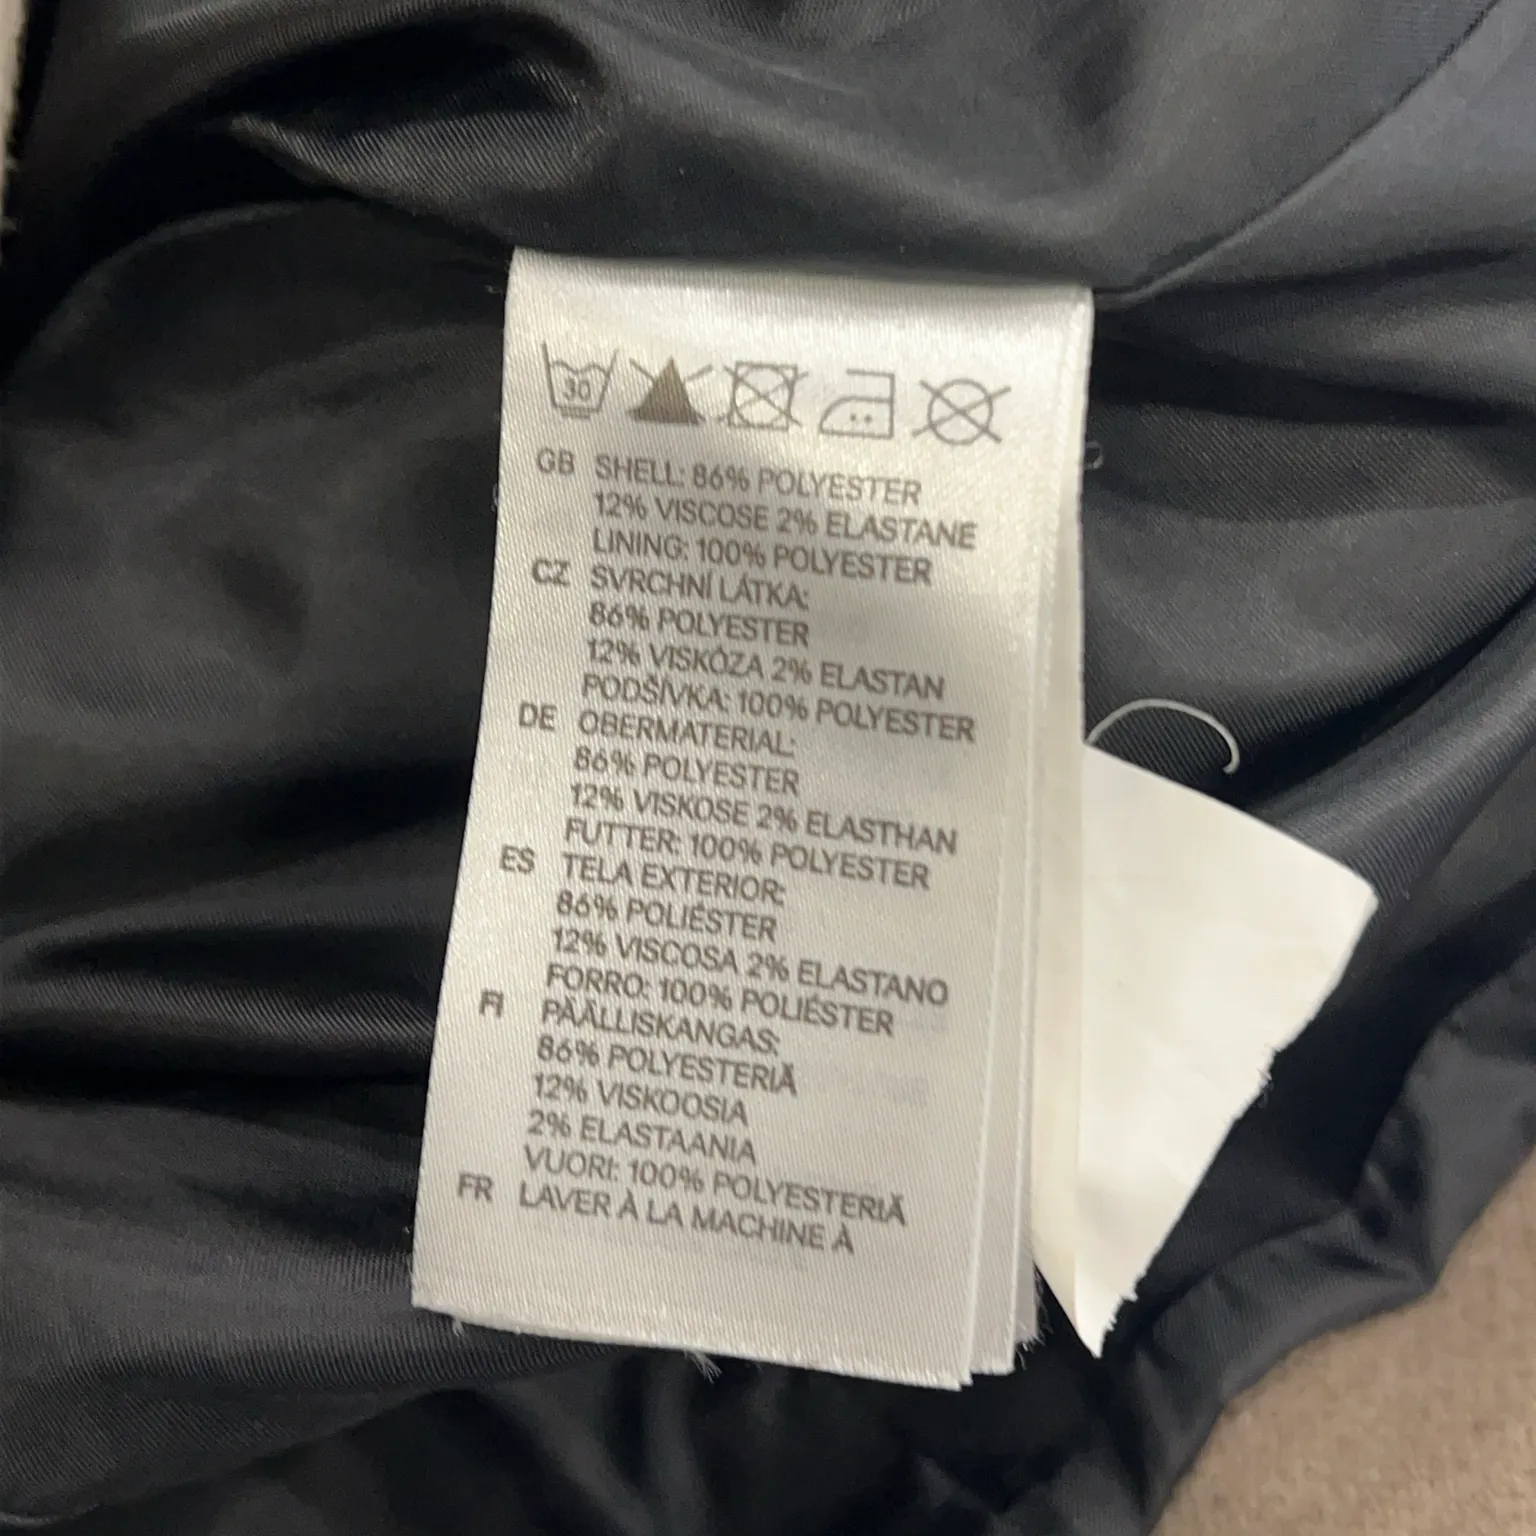 30
GB SHELL: 86% POLYESTER
12% VISCOSE 2% ELASTANE
LINING: 100% POLYESTER
CZ SVRCHNÍ LÁTKA:
86% POLYESTER
12% VISKÓZA 2% ELASTAN
PODŠÍVKA: 100% POLYESTER
DE OBERMATERIAL:
86% POLYESTER
12% VISKOSE 2% ELASTHAN
FUTTER: 100% POLYESTER
ES TELA EXTERIOR:
86% POLIÉSTER
12% VISCOSA 2% ELASTANO
FORRO: 100% POLIÉSTER
FI PÄÄLLISKANGAS:
86% POLYESTERIÄ
12% VISKOOSIA
2% ELASTAANIA
VUORI: 100% POLYESTERIÄ
FR LAVER À LA MACHINE À